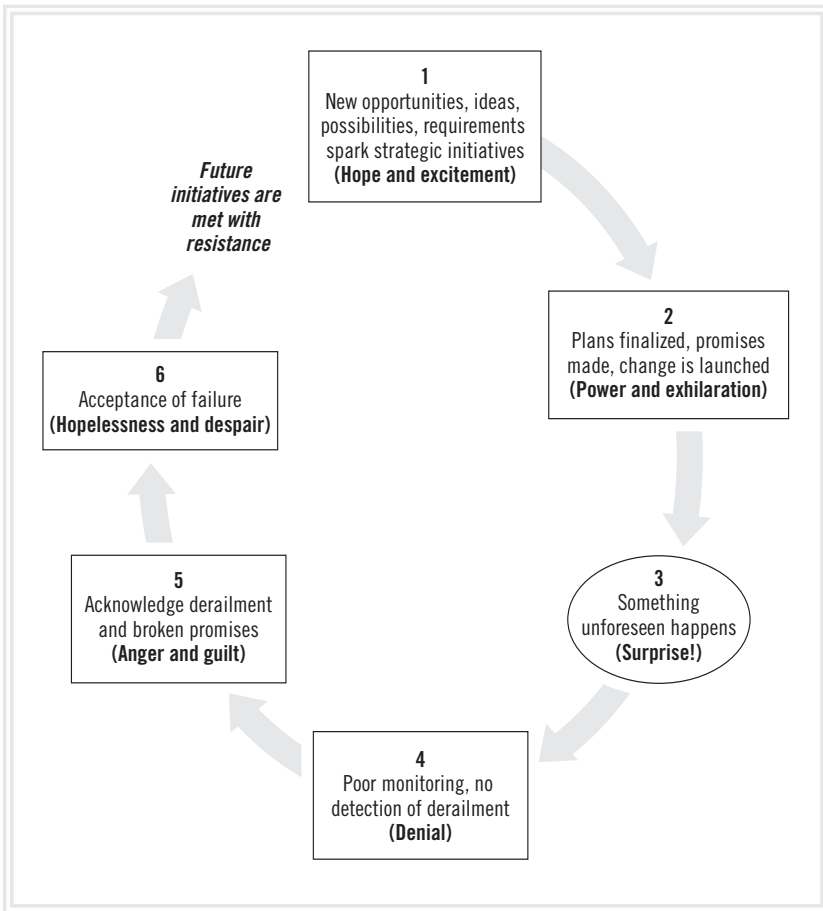 1
New opportunities, ideas,
possibilities, requirements
spark strategic initiatives
(Hope and excitement)
2
Plans finalized, promises
made, change is launched
(Power and exhilaration)
3
Something
unforeseen happens
(Surprise!)
4
Poor monitoring, no
detection of derailment
(Denial)
5
Acknowledge derailment
and broken promises
(Anger and guilt)
6
Acceptance of failure
(Hopelessness and despair)
Future
initiatives are
met with
resistance